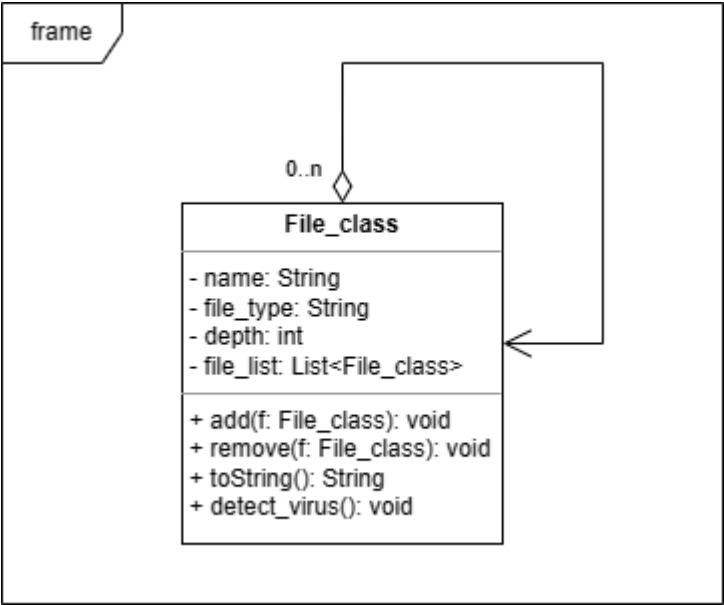 frame
0..n
File_class
- name: String
- file_type: String
- depth: int
- file_list: List<File_class>
+ add(f: File_class): void
+ remove(f: File_class): void
+ toString(): String
+ detect_virus(): void